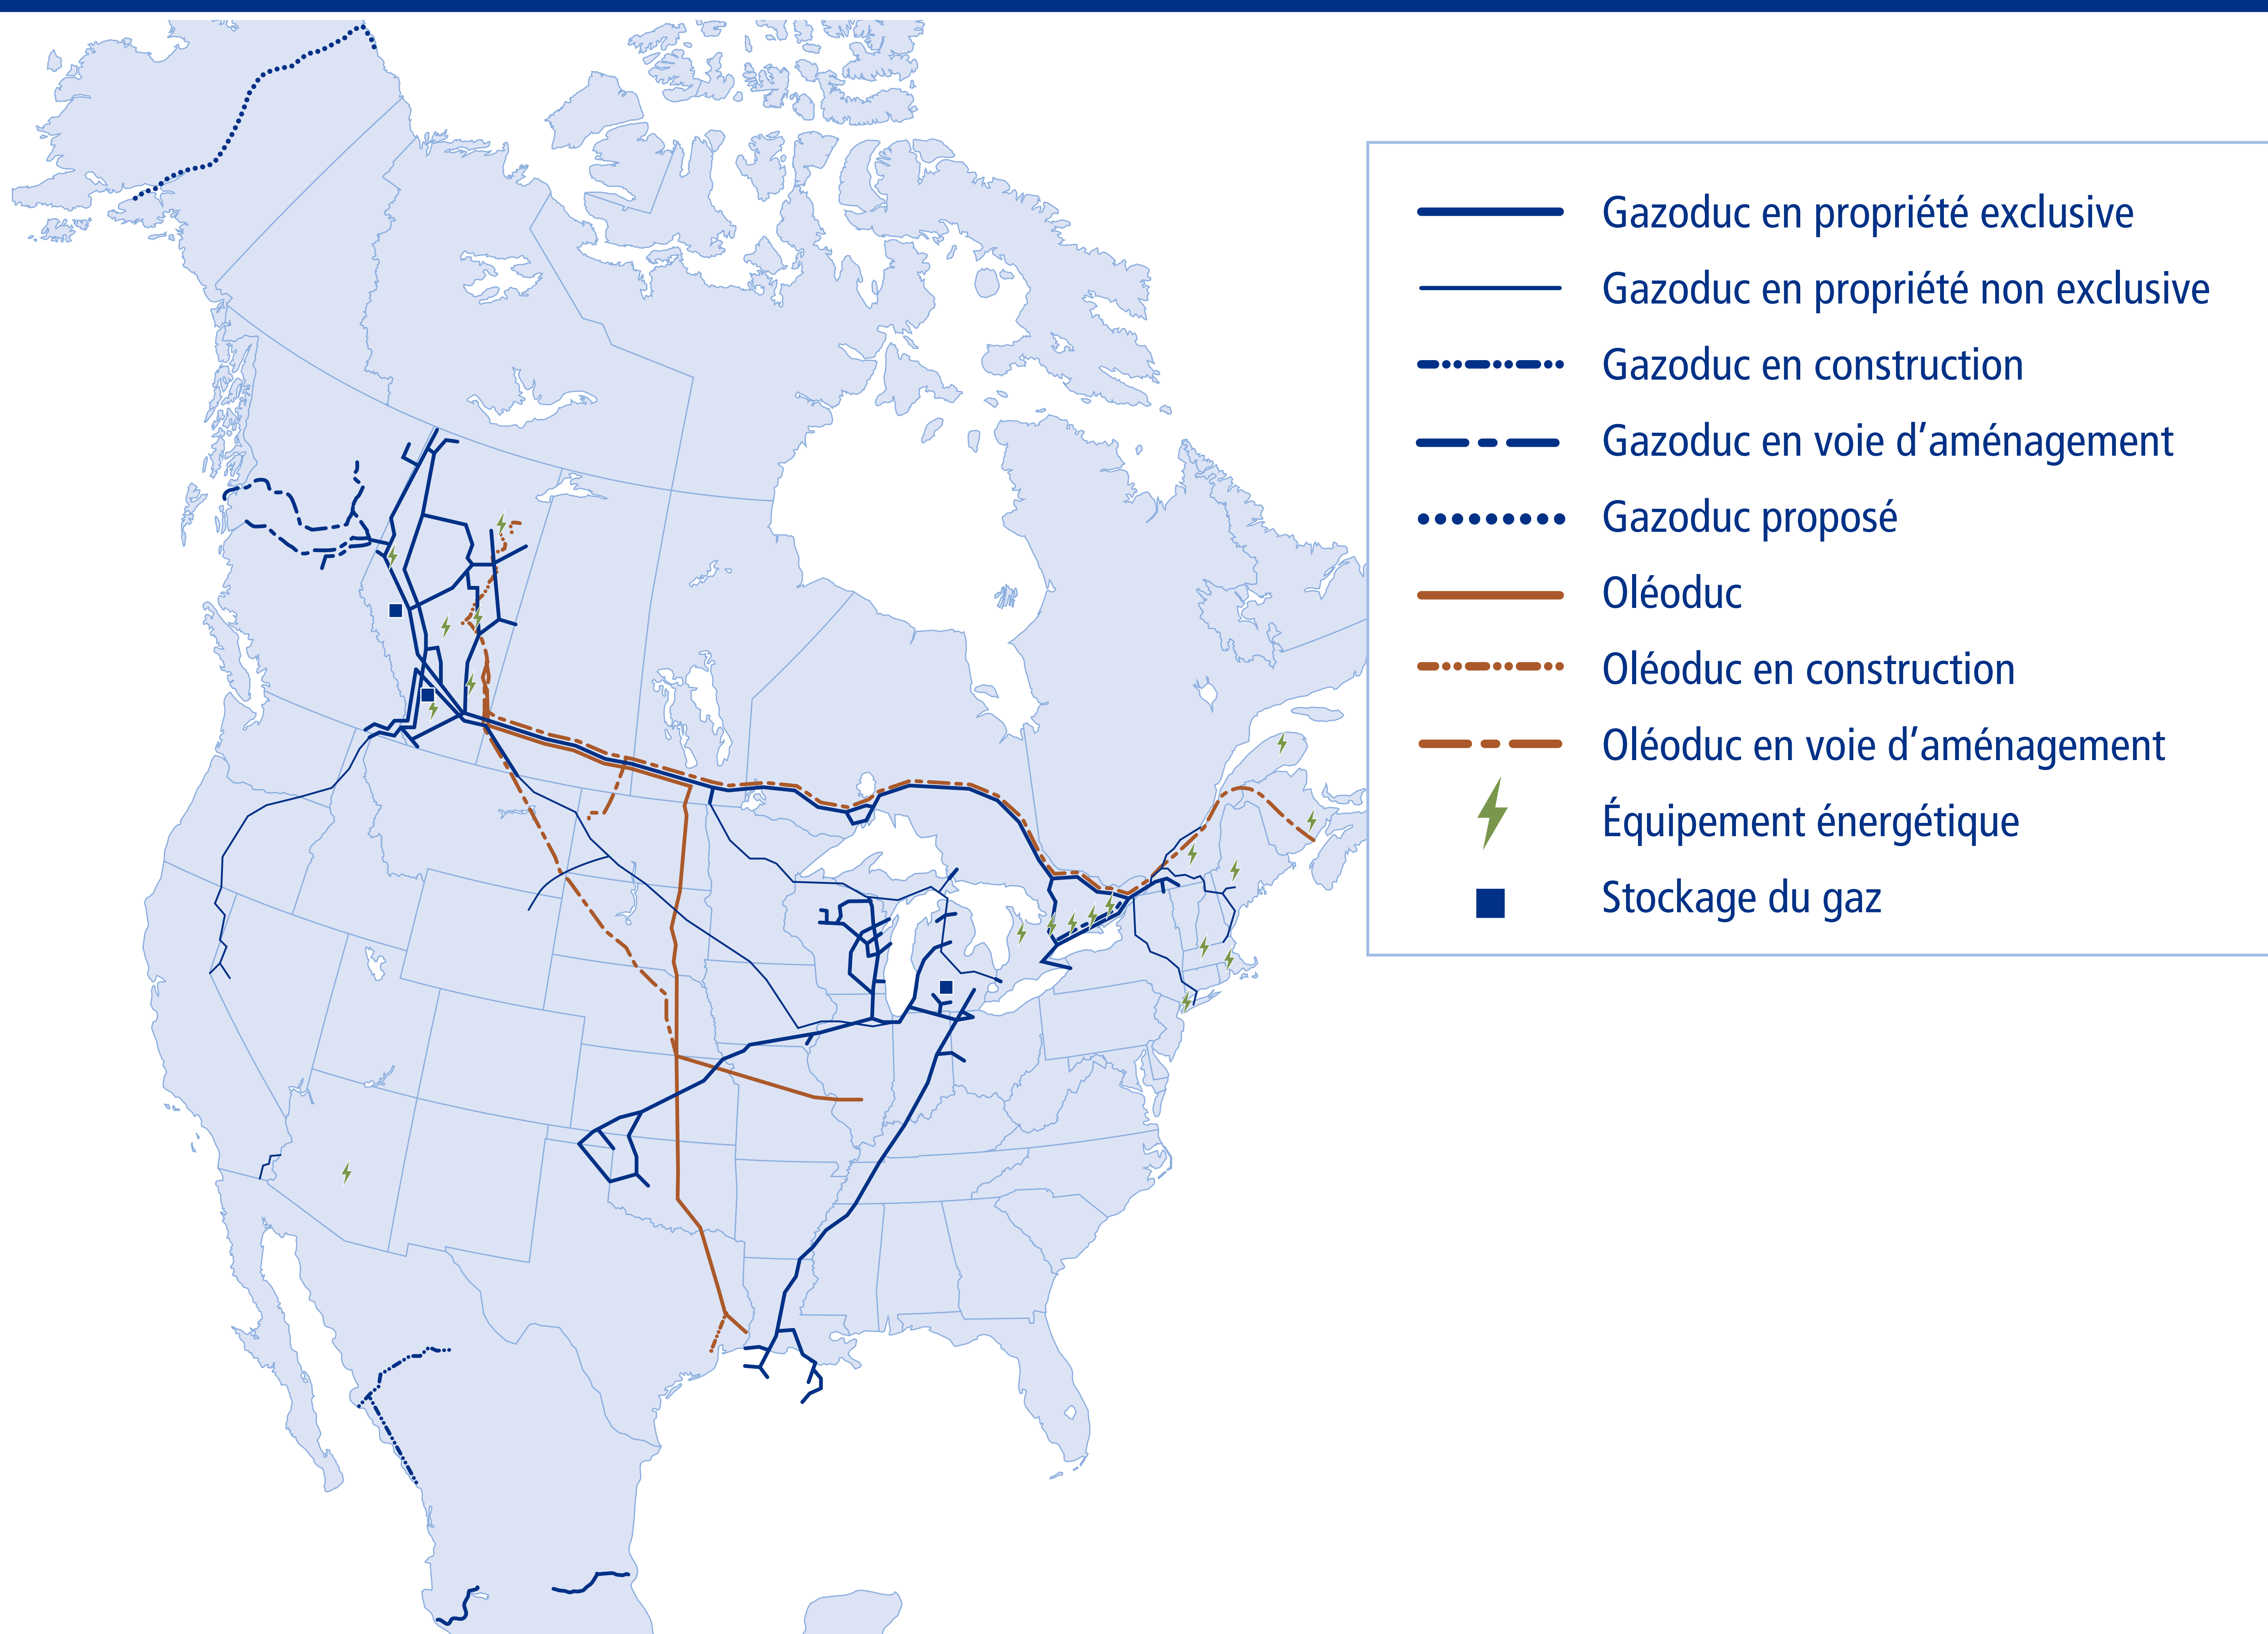 Gazoduc en propriété exclusive
Gazoduc en propriété non exclusive
Gazoduc en construction
Gazoduc en voie d’aménagement
Gazoduc proposé
Oléoduc
Oléoduc en construction
Oléoduc en voie d’aménagement
Équipement énergétique
Stockage du gaz